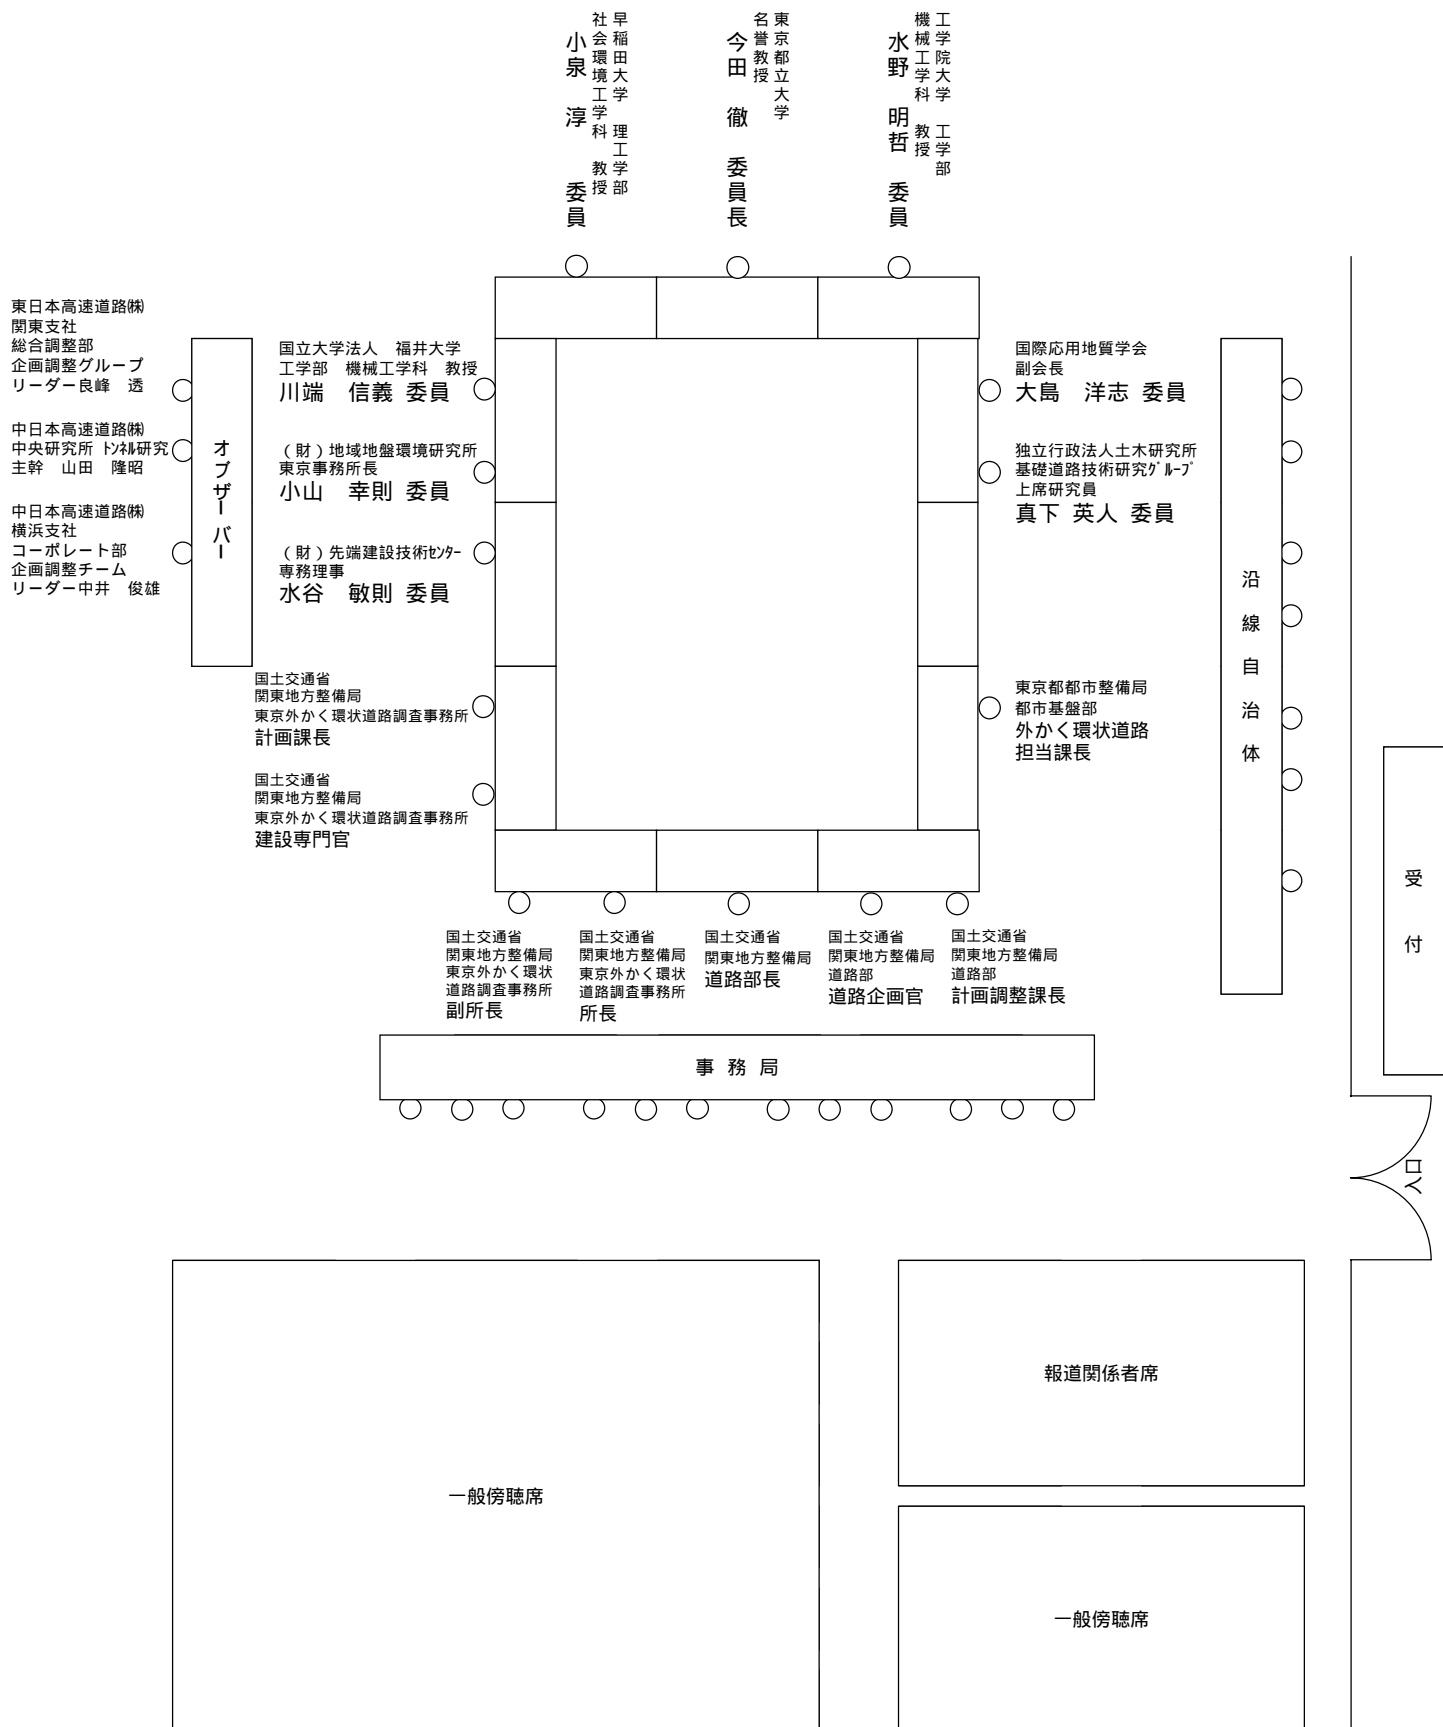 早稲田大学　理工学部
社会環境工学科　教授
小泉　淳　委員
東京都立大学
名誉教授
今田　徹　委員長
工学院大学　工学部
機械工学科　教授
水野　明哲　委員
東日本高速道路㈱
関東支社
総合調整部
企画調整グループ
リーダー良峰　透
中日本高速道路㈱
中央研究所 ﾄﾝﾈﾙ研究
主幹　山田　隆昭
中日本高速道路㈱
横浜支社
コーポレート部
企画調整チーム
リーダー中井　俊雄
オブザーバー
国立大学法人　福井大学
工学部　機械工学科　教授
川端　信義 委員
（財）地域地盤環境研究所
東京事務所長
小山　幸則 委員
（財）先端建設技術ｾﾝﾀｰ
専務理事
水谷　敏則 委員
国土交通省
関東地方整備局
東京外かく環状道路調査事務所
計画課長
国土交通省
関東地方整備局
東京外かく環状道路調査事務所
建設専門官
国際応用地質学会
副会長
大島　洋志 委員
独立行政法人土木研究所
基礎道路技術研究ｸﾞﾙｰﾌﾟ
上席研究員
真下 英人 委員
東京都都市整備局
都市基盤部
外かく環状道路
担当課長
沿線自治体
受付
国土交通省
関東地方整備局
東京外かく環状
道路調査事務所
副所長
国土交通省
関東地方整備局
東京外かく環状
道路調査事務所
所長
国土交通省
関東地方整備局
道路部長
国土交通省
関東地方整備局
道路部
道路企画官
国土交通省
関東地方整備局
道路部
計画調整課長
事務局
入口
報道関係者席
一般傍聴席
一般傍聴席